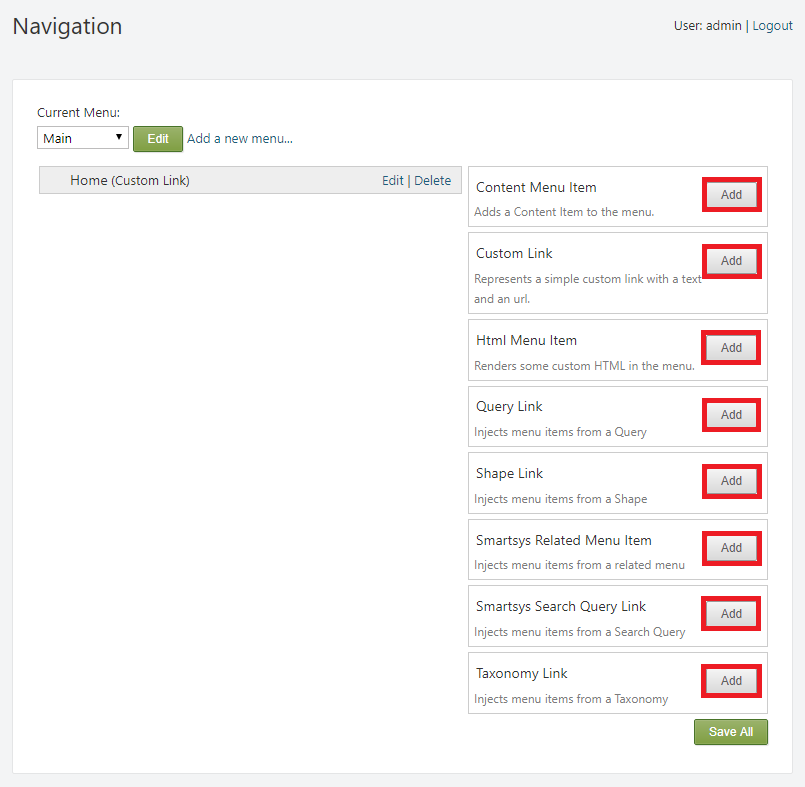 Navigation
User: admin | Logout
Current Menu:
Main Edit Add a new menu...
Home (Custom Link) Edit | Delete
Content Menu Item
Add
Adds a Content Item to the menu.
Custom Link
Add
Represents a simple custom link with a text
and an url.
Html Menu Item
Add
Renders some custom HTML in the menu.
Query Link
Add
Injects menu items from a Query
Shape Link
Add
Injects menu items from a Shape
Smartsys Related Menu Item
Add
Injects menu items from a related menu
Smartsys Search Query Link
Add
Injects menu items from a Search Query
Taxonomy Link
Add
Injects menu items from a Taxonomy
Save All